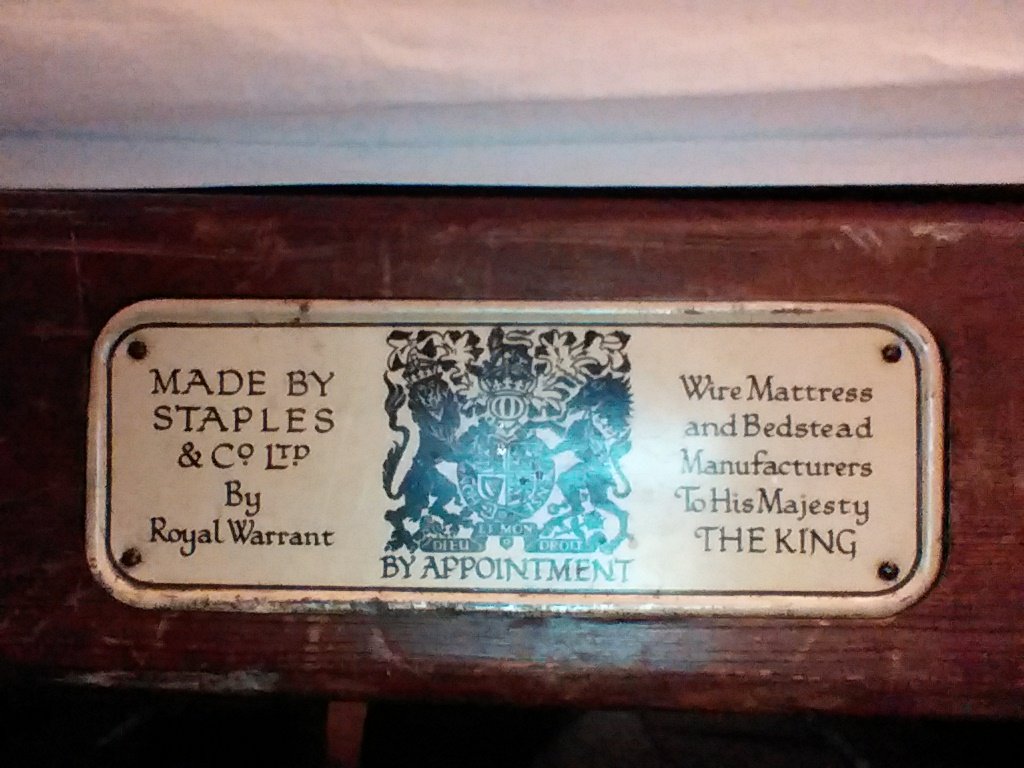 MADE BY
STAPLES
& Co LTD
By
Royal Warrant
ET MON
DIEU DROIT
BY APPOINTMENT
Wire Mattress
and Bedstead
Manufacturers
To His Majesty
THE KING